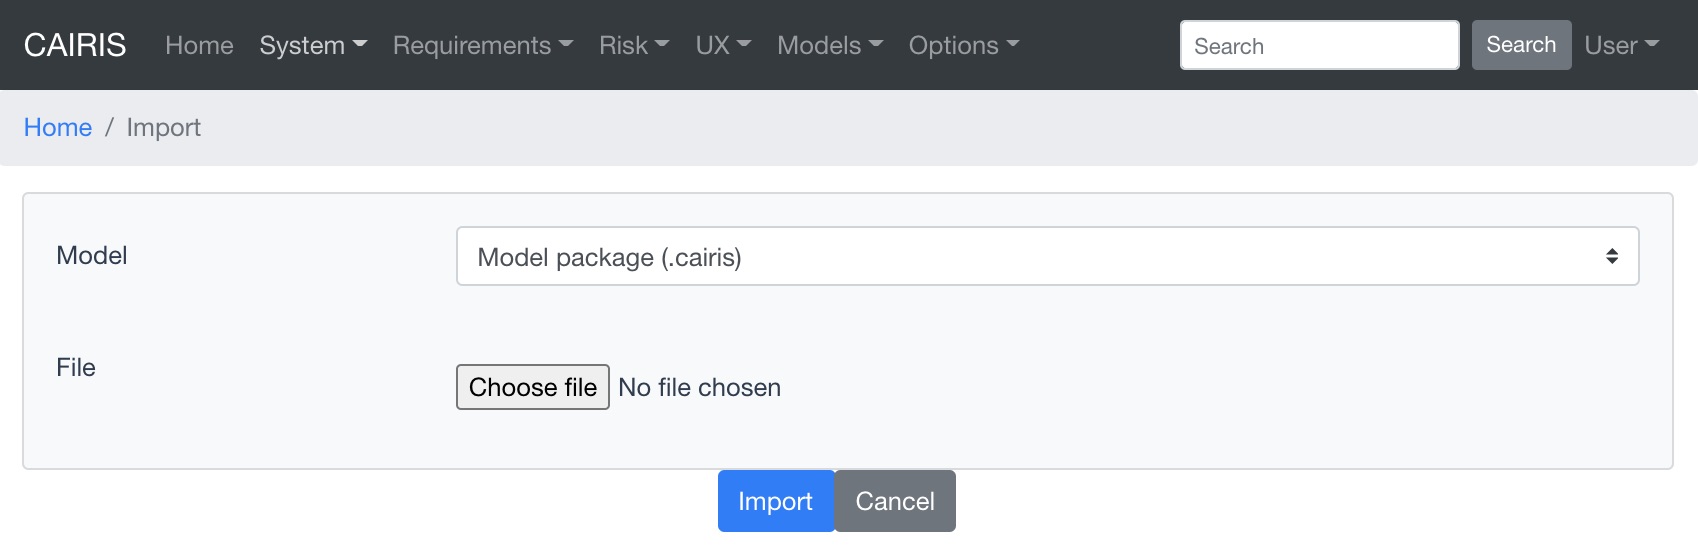 CAIRIS Home System Requirements Risk UX Models Options Search Search User
Home / Import
Model Model package (.cairis)
File
Choose file No file chosen
Import Cancel